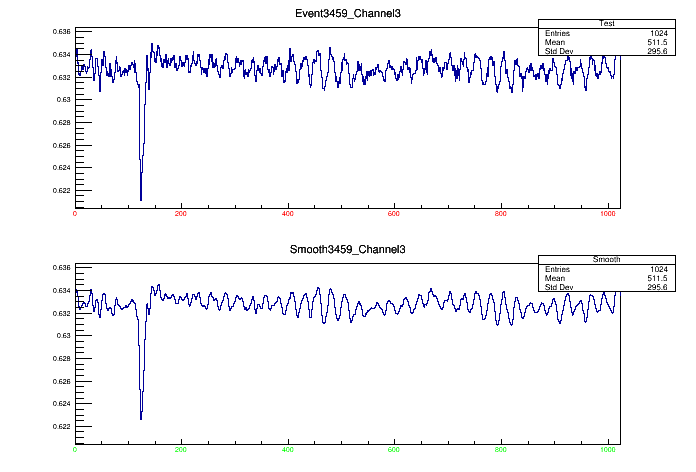 Event3459_Channel3
Test
Entries 1024
Mean 511.5
Std Dev 295.6
0.636
0.634
0.632
0.63
0.628
0.626
0.624
0.622
0 200 400 600 800 1000
Smooth3459_Channel3
Smooth
Entries 1024
Mean 511.5
Std Dev 295.6
0.636
0.634
0.632
0.63
0.628
0.626
0.624
0.622
0 200 400 600 800 1000